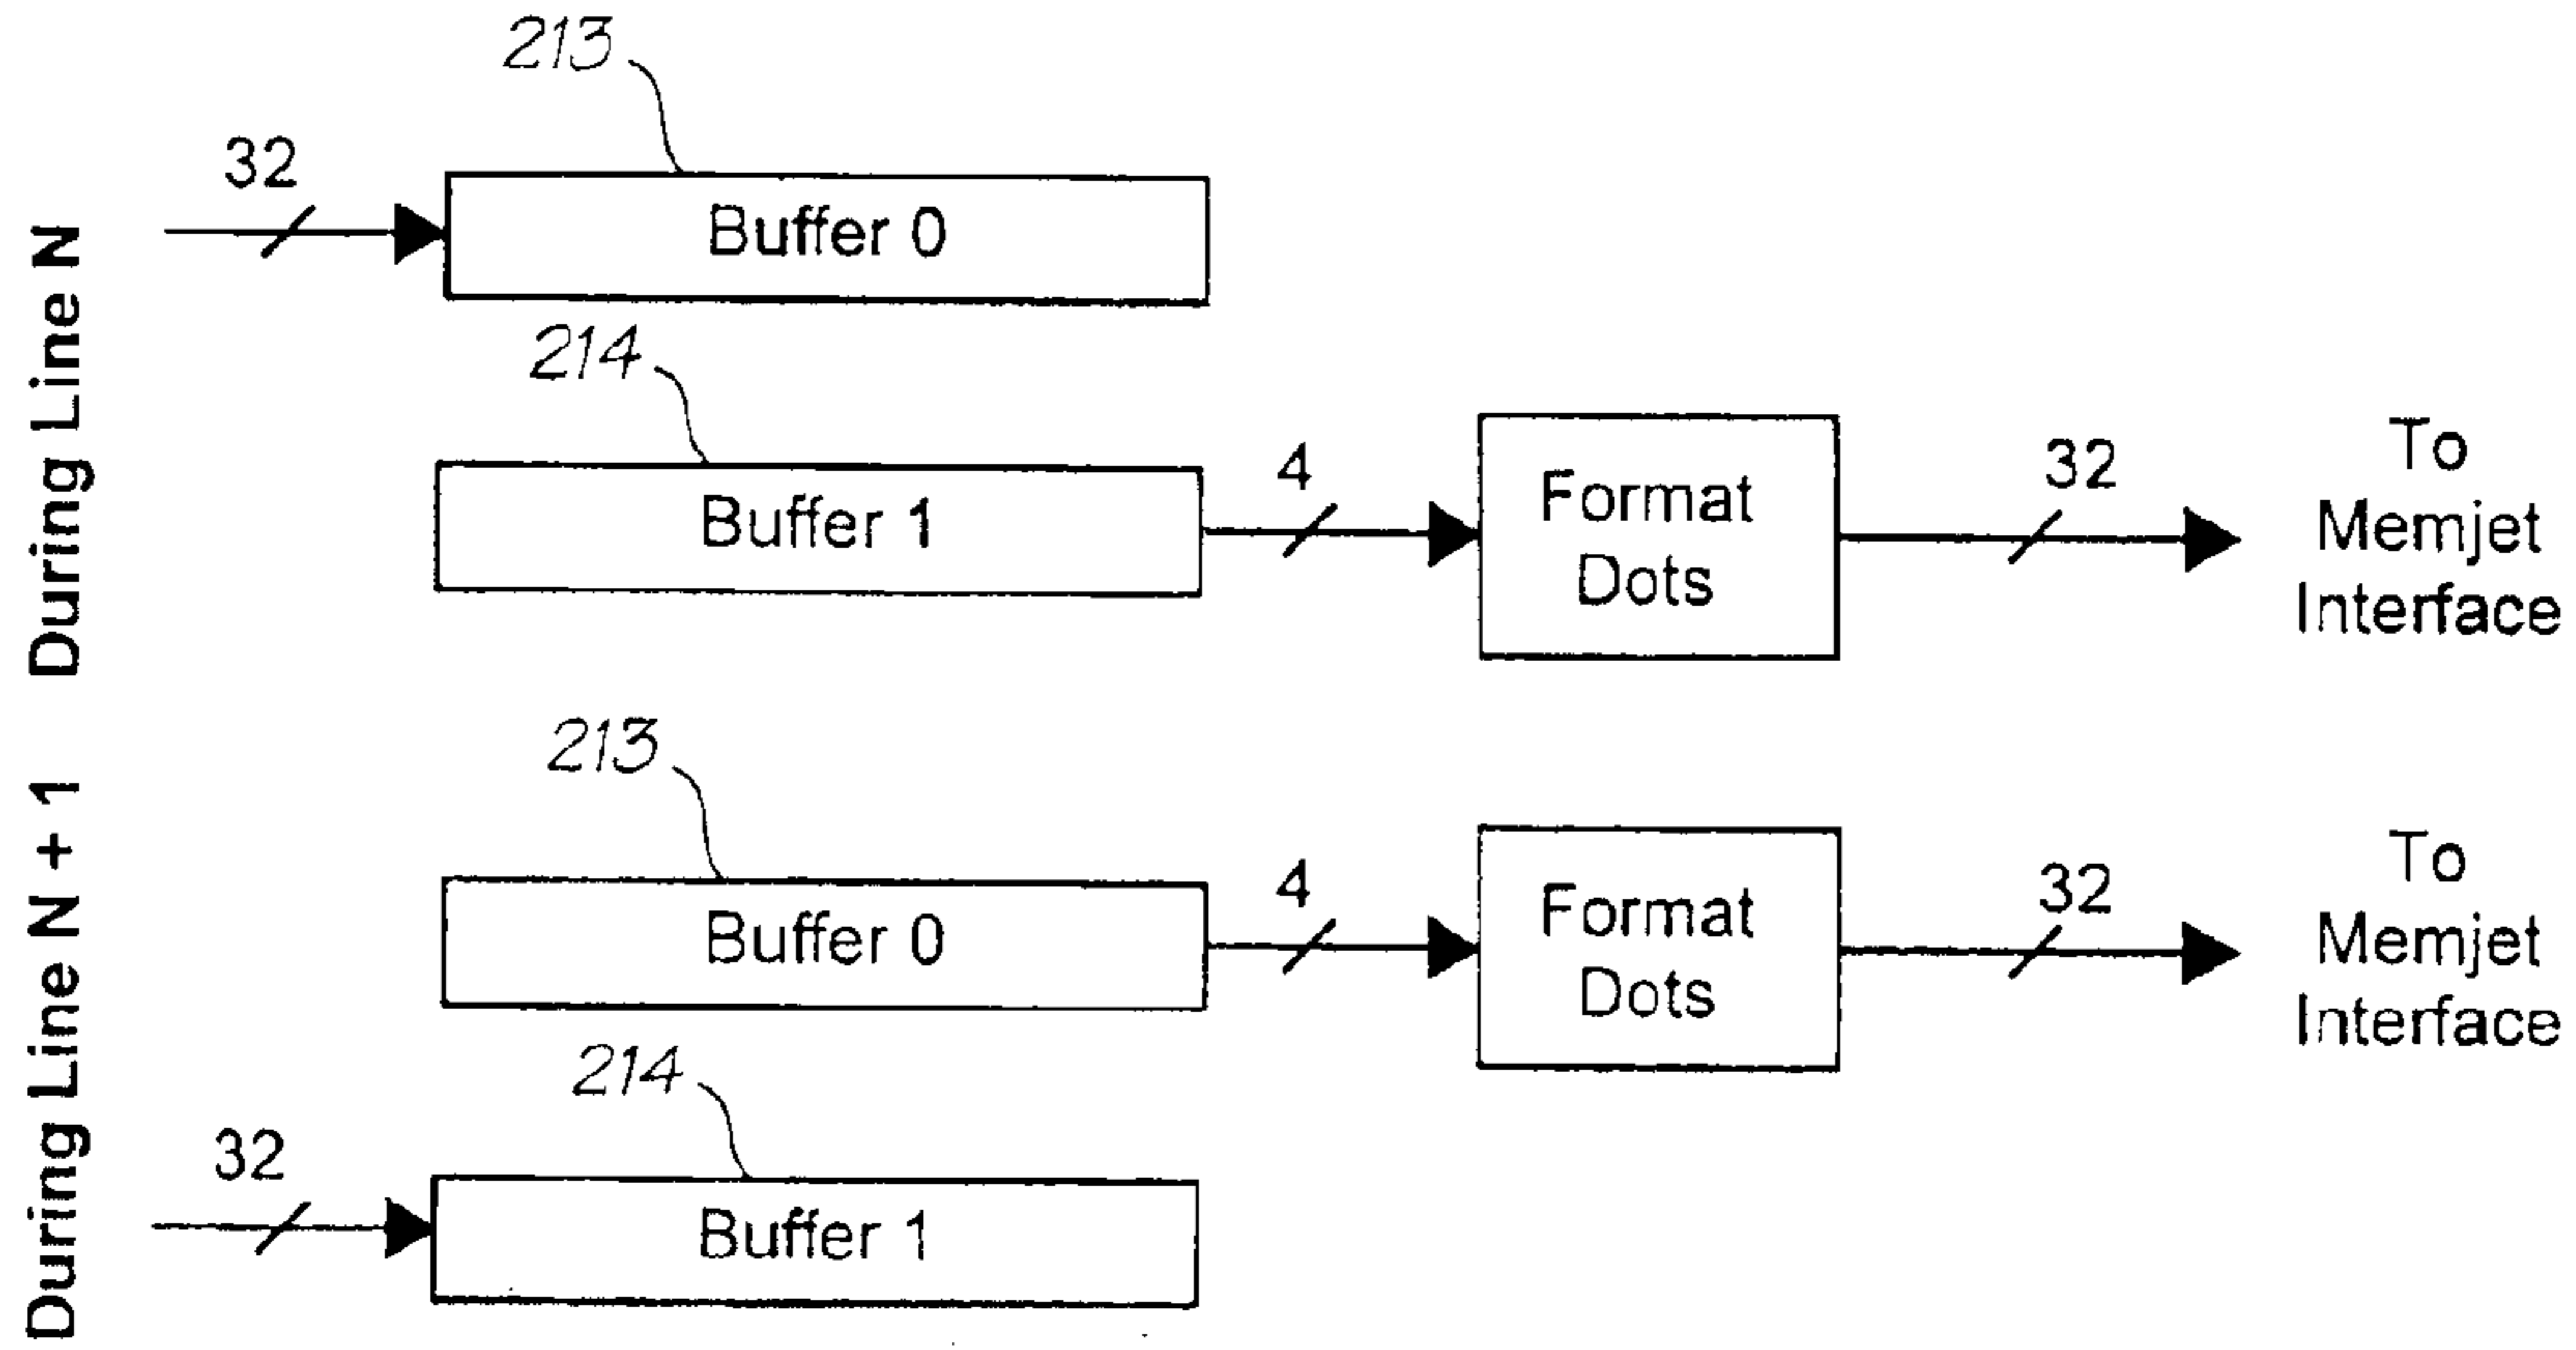 During Line N
213
32
Buffer 0
214
Buffer 1
4
Format
Dots
32
To
Memjet
Interface
During Line N + 1
213
Buffer 0
4
Format
Dots
32
To
Memjet
Interface
214
32
Buffer 1